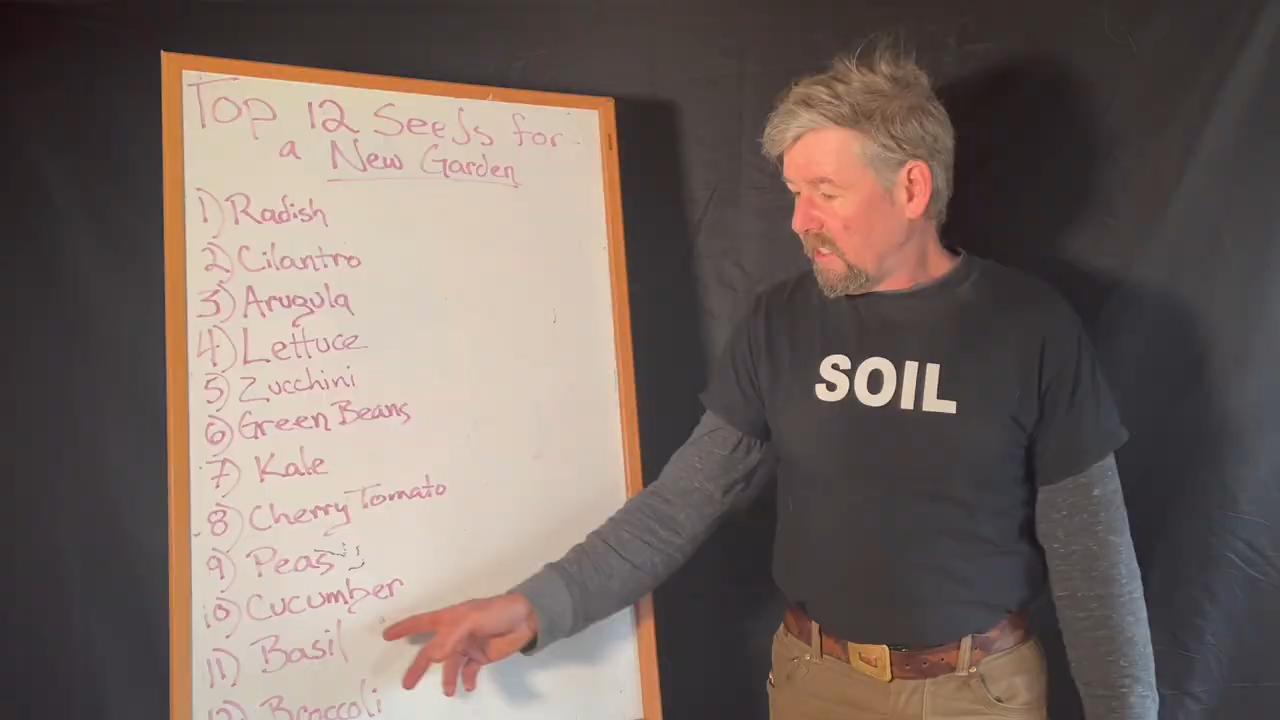 Top 12 Seeds for
a New Garden
1) Radish
2) Cilantro
3) Arugula
4) Lettuce
5) Zucchini
6) Green Beans
7) Kale
8) Cherry Tomato
9) Peas
10) Cucumber
11) Basil
12) Broccoli
SOIL